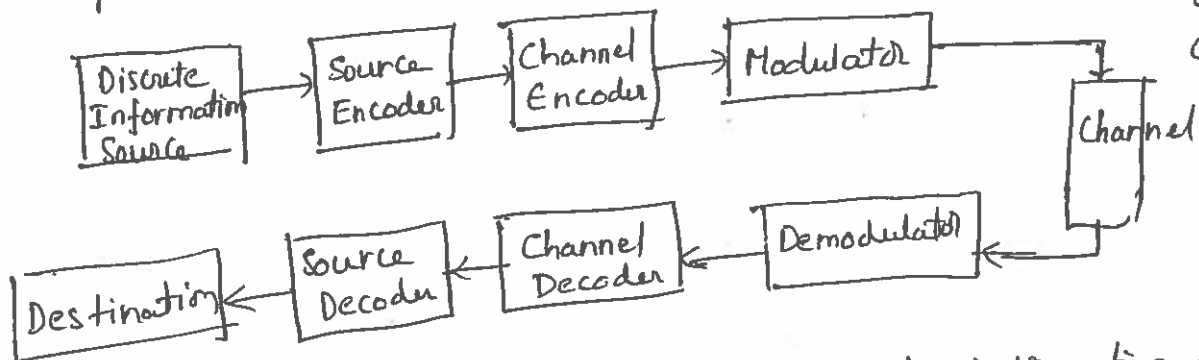 Discrete
Information
Source
Source
Encoder
Channel
Encoder
Modulator
Channel
Demodulator
Channel
Decoder
Source
Decoder
Destination